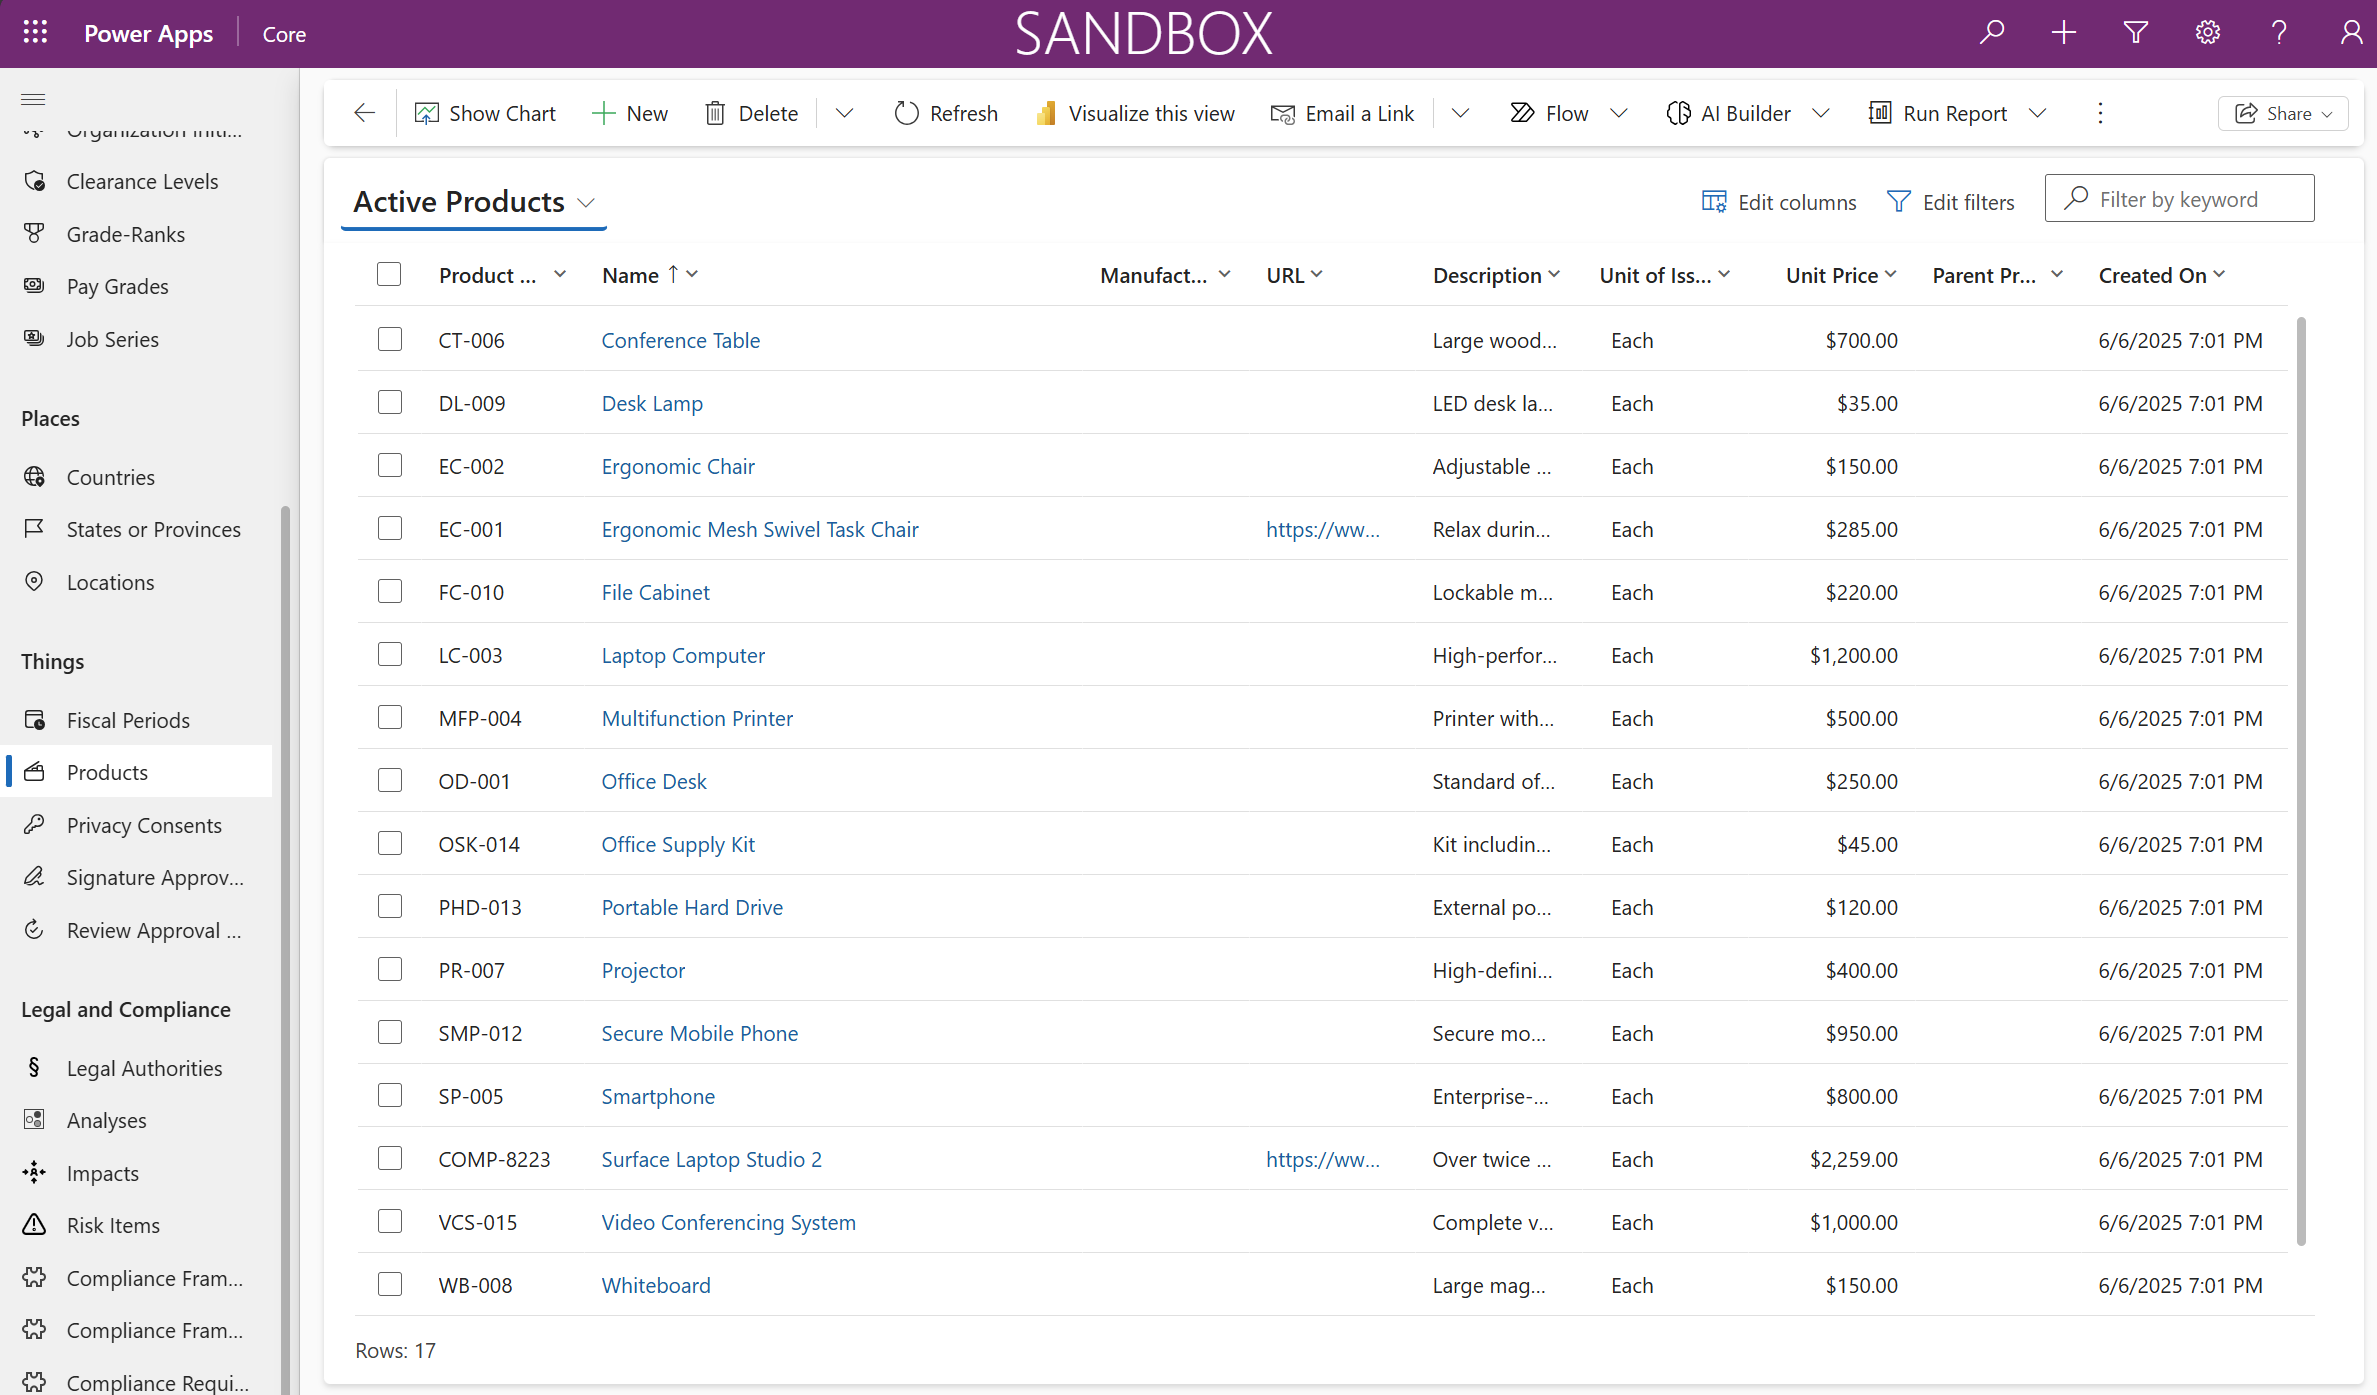 Power Apps Core SANDBOX
Show Chart New Delete Refresh Visualize this view Email a Link Flow AI Builder Run Report Share
Clearance Levels
Grade-Ranks
Pay Grades
Job Series
Places
Countries
States or Provinces
Locations
Things
Fiscal Periods
Products
Privacy Consents
Signature Approv...
Review Approval ...
Legal and Compliance
Legal Authorities
Analyses
Impacts
Risk Items
Compliance Fram...
Compliance Fram...
Compliance Requi...
Active Products Edit columns Edit filters Filter by keyword
Product ... Name ↑ Manufact... URL Description Unit of Iss... Unit Price Parent Pr... Created On
CT-006 Conference Table Large wood... Each $700.00 6/6/2025 7:01 PM
DL-009 Desk Lamp LED desk la... Each $35.00 6/6/2025 7:01 PM
EC-002 Ergonomic Chair Adjustable ... Each $150.00 6/6/2025 7:01 PM
EC-001 Ergonomic Mesh Swivel Task Chair https://ww... Relax durin... Each $285.00 6/6/2025 7:01 PM
FC-010 File Cabinet Lockable m... Each $220.00 6/6/2025 7:01 PM
LC-003 Laptop Computer High-perfor... Each $1,200.00 6/6/2025 7:01 PM
MFP-004 Multifunction Printer Printer with... Each $500.00 6/6/2025 7:01 PM
OD-001 Office Desk Standard of... Each $250.00 6/6/2025 7:01 PM
OSK-014 Office Supply Kit Kit includin... Each $45.00 6/6/2025 7:01 PM
PHD-013 Portable Hard Drive External po... Each $120.00 6/6/2025 7:01 PM
PR-007 Projector High-defini... Each $400.00 6/6/2025 7:01 PM
SMP-012 Secure Mobile Phone Secure mo... Each $950.00 6/6/2025 7:01 PM
SP-005 Smartphone Enterprise-... Each $800.00 6/6/2025 7:01 PM
COMP-8223 Surface Laptop Studio 2 https://ww... Over twice ... Each $2,259.00 6/6/2025 7:01 PM
VCS-015 Video Conferencing System Complete v... Each $1,000.00 6/6/2025 7:01 PM
WB-008 Whiteboard Large mag... Each $150.00 6/6/2025 7:01 PM
Rows: 17